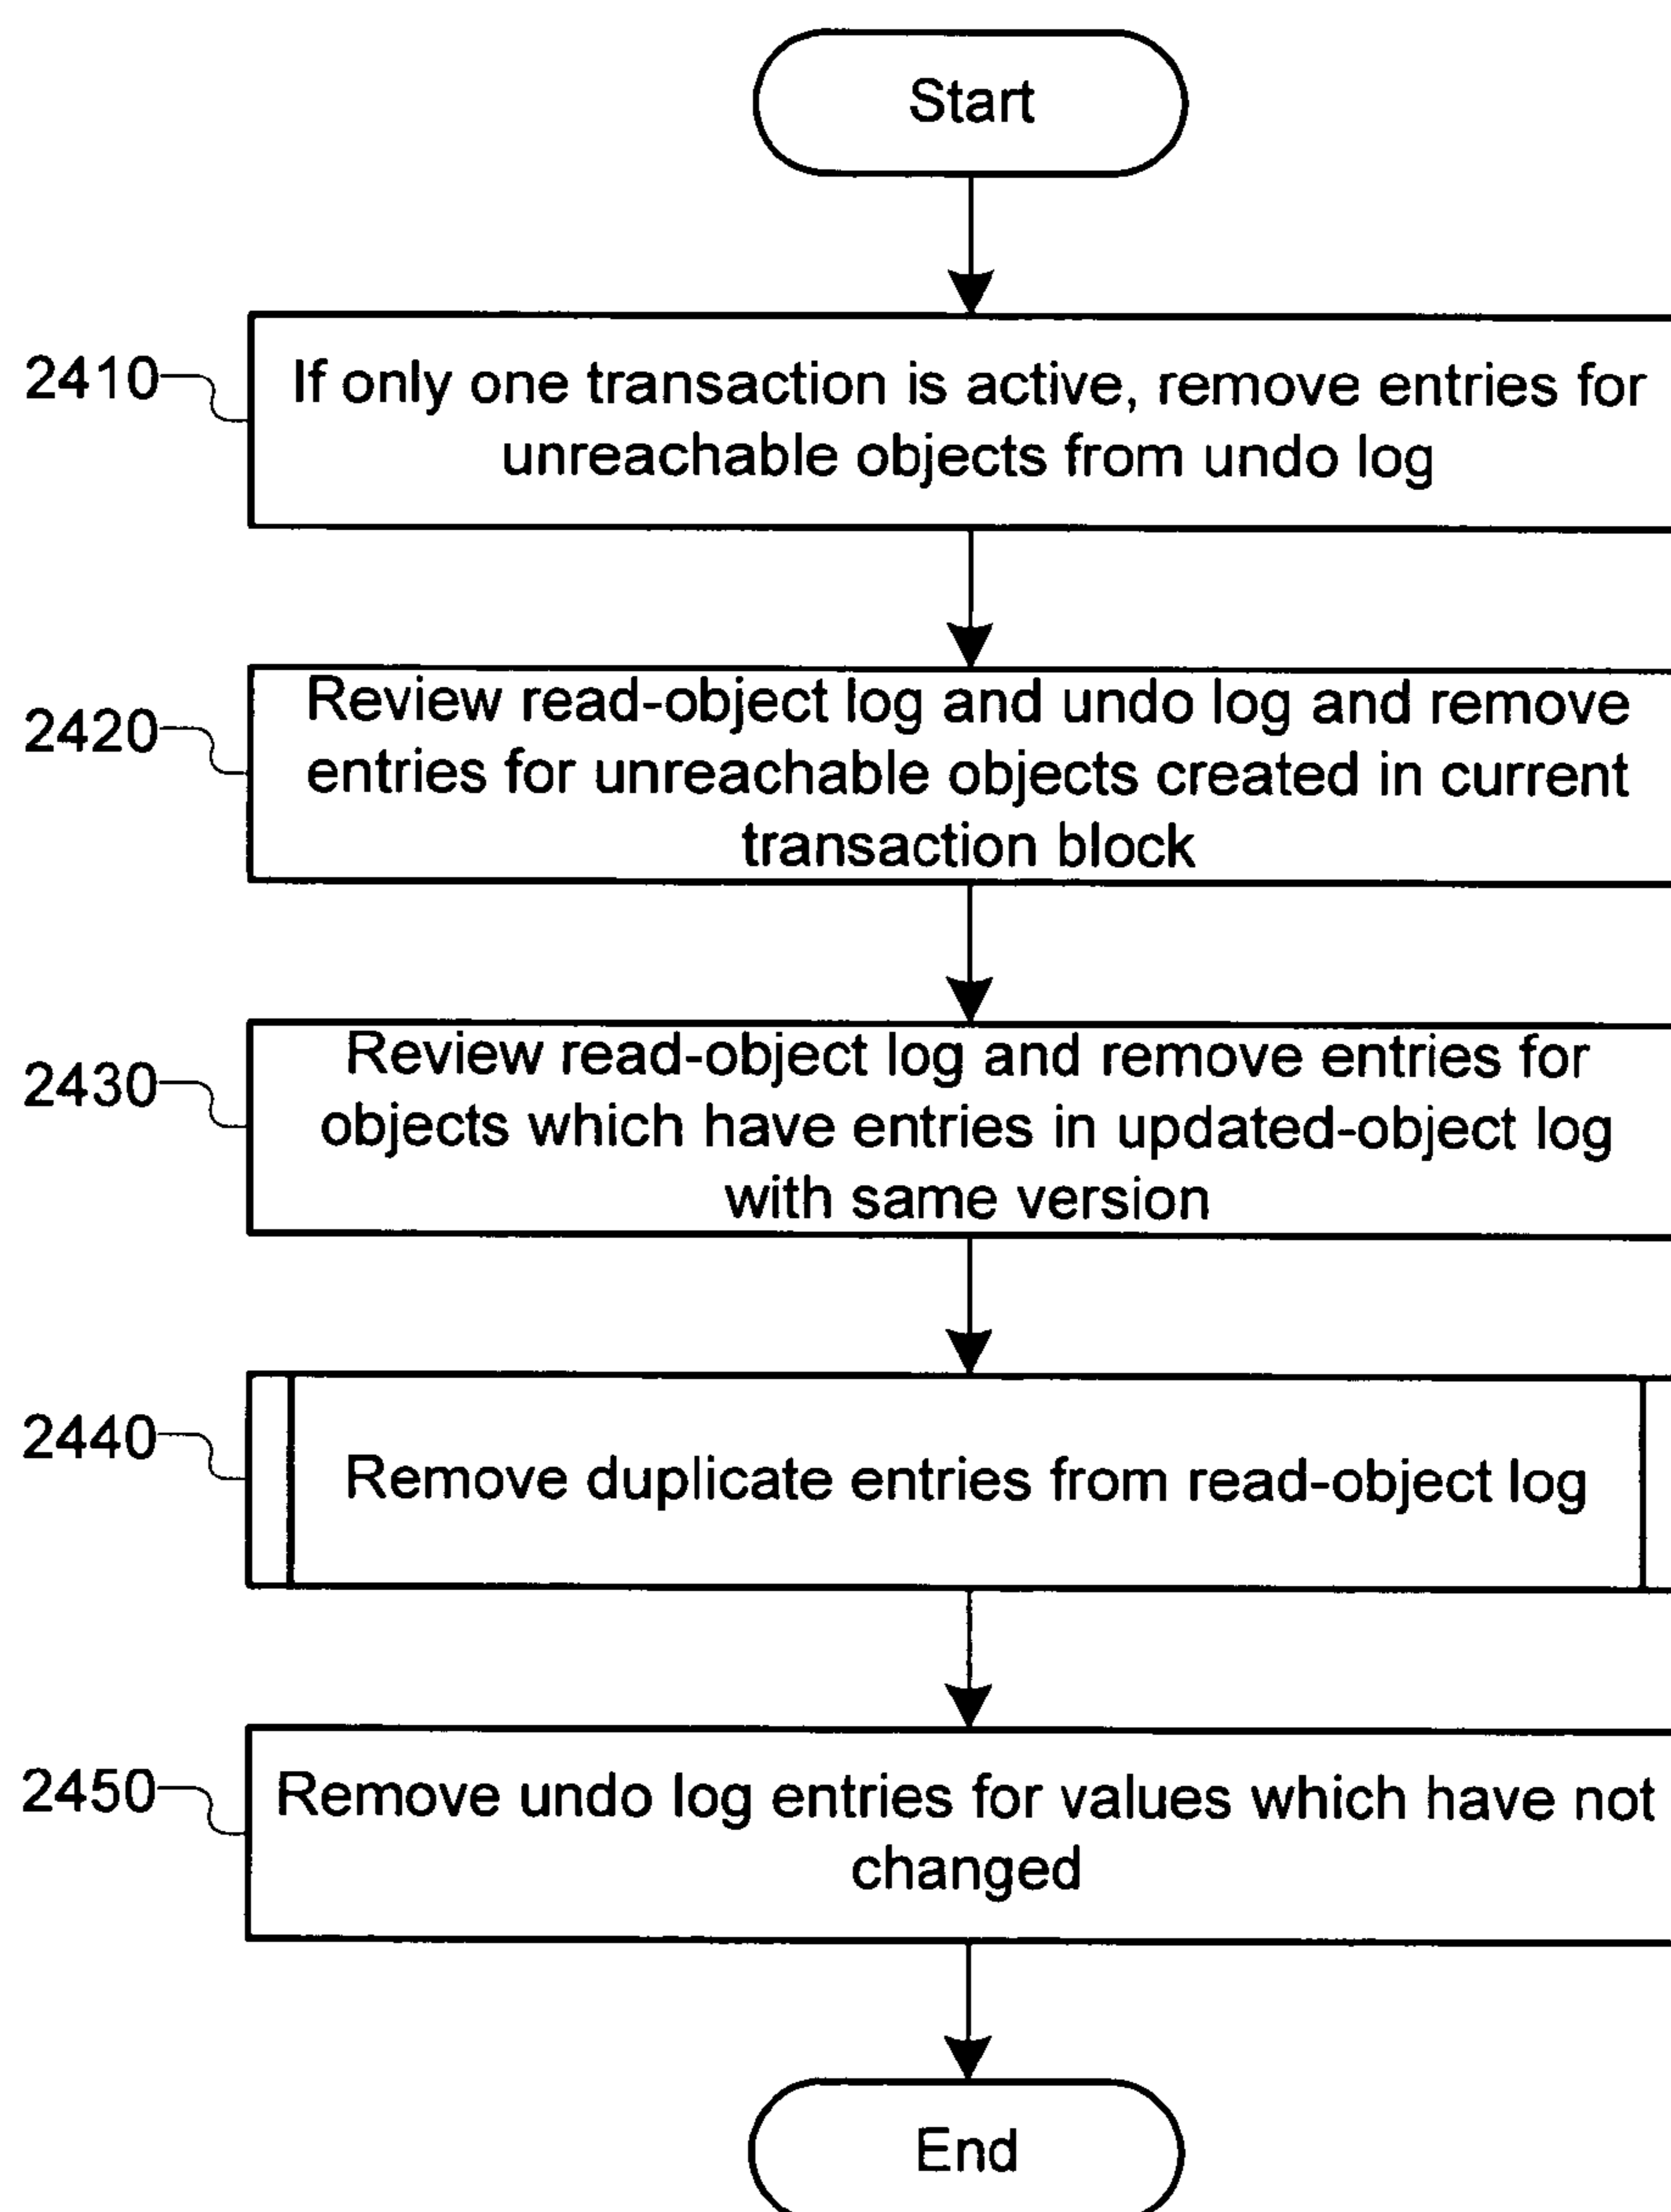 Start
2410
If only one transaction is active, remove entries for
unreachable objects from undo log
2420
Review read-object log and undo log and remove
entries for unreachable objects created in current
transaction block
2430
Review read-object log and remove entries for
objects which have entries in updated-object log
with same version
2440
Remove duplicate entries from read-object log
2450
Remove undo log entries for values which have not
changed
End